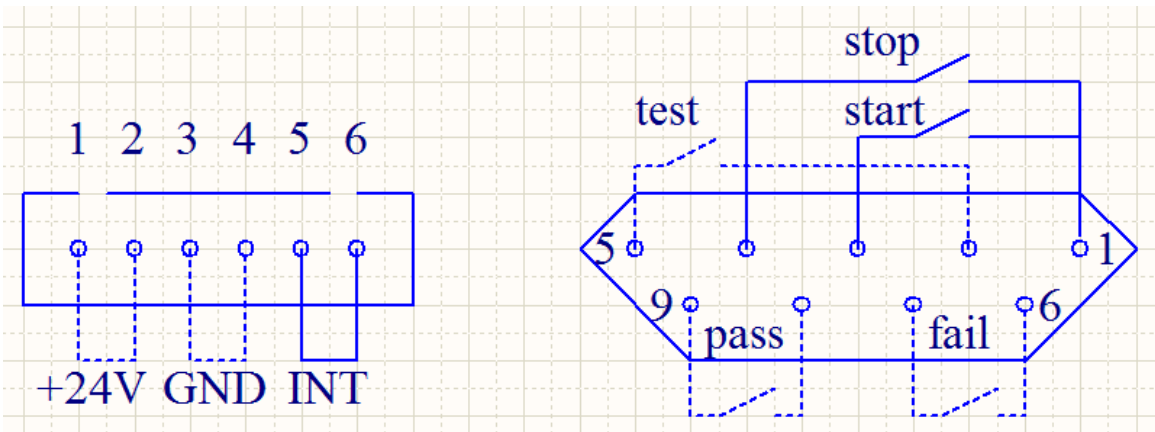 stop
test start
1 2 3 4 5 6
5 1
9 6
pass fail
+24V GND INT